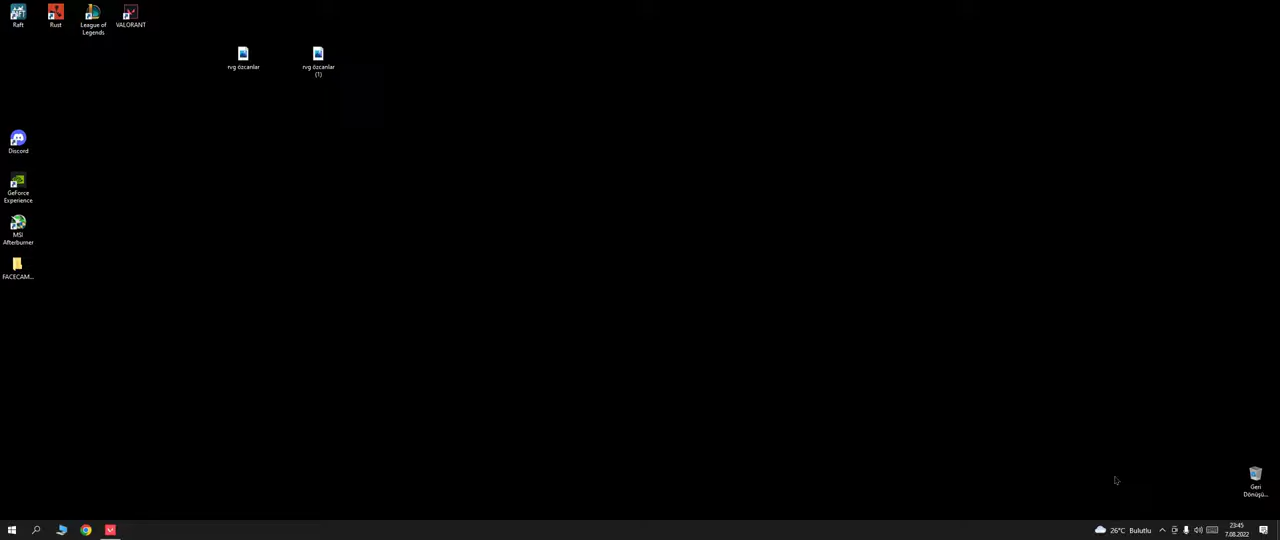 Raft
Rust
League of
Legends
VALORANT
rvg özcanlar
rvg özcanlar
(1)
Discord
GeForce
Experience
MSI
Afterburner
FACECAM...
Geri
Dönüşü...
26°C Bulutlu
23:45
7.08.2022